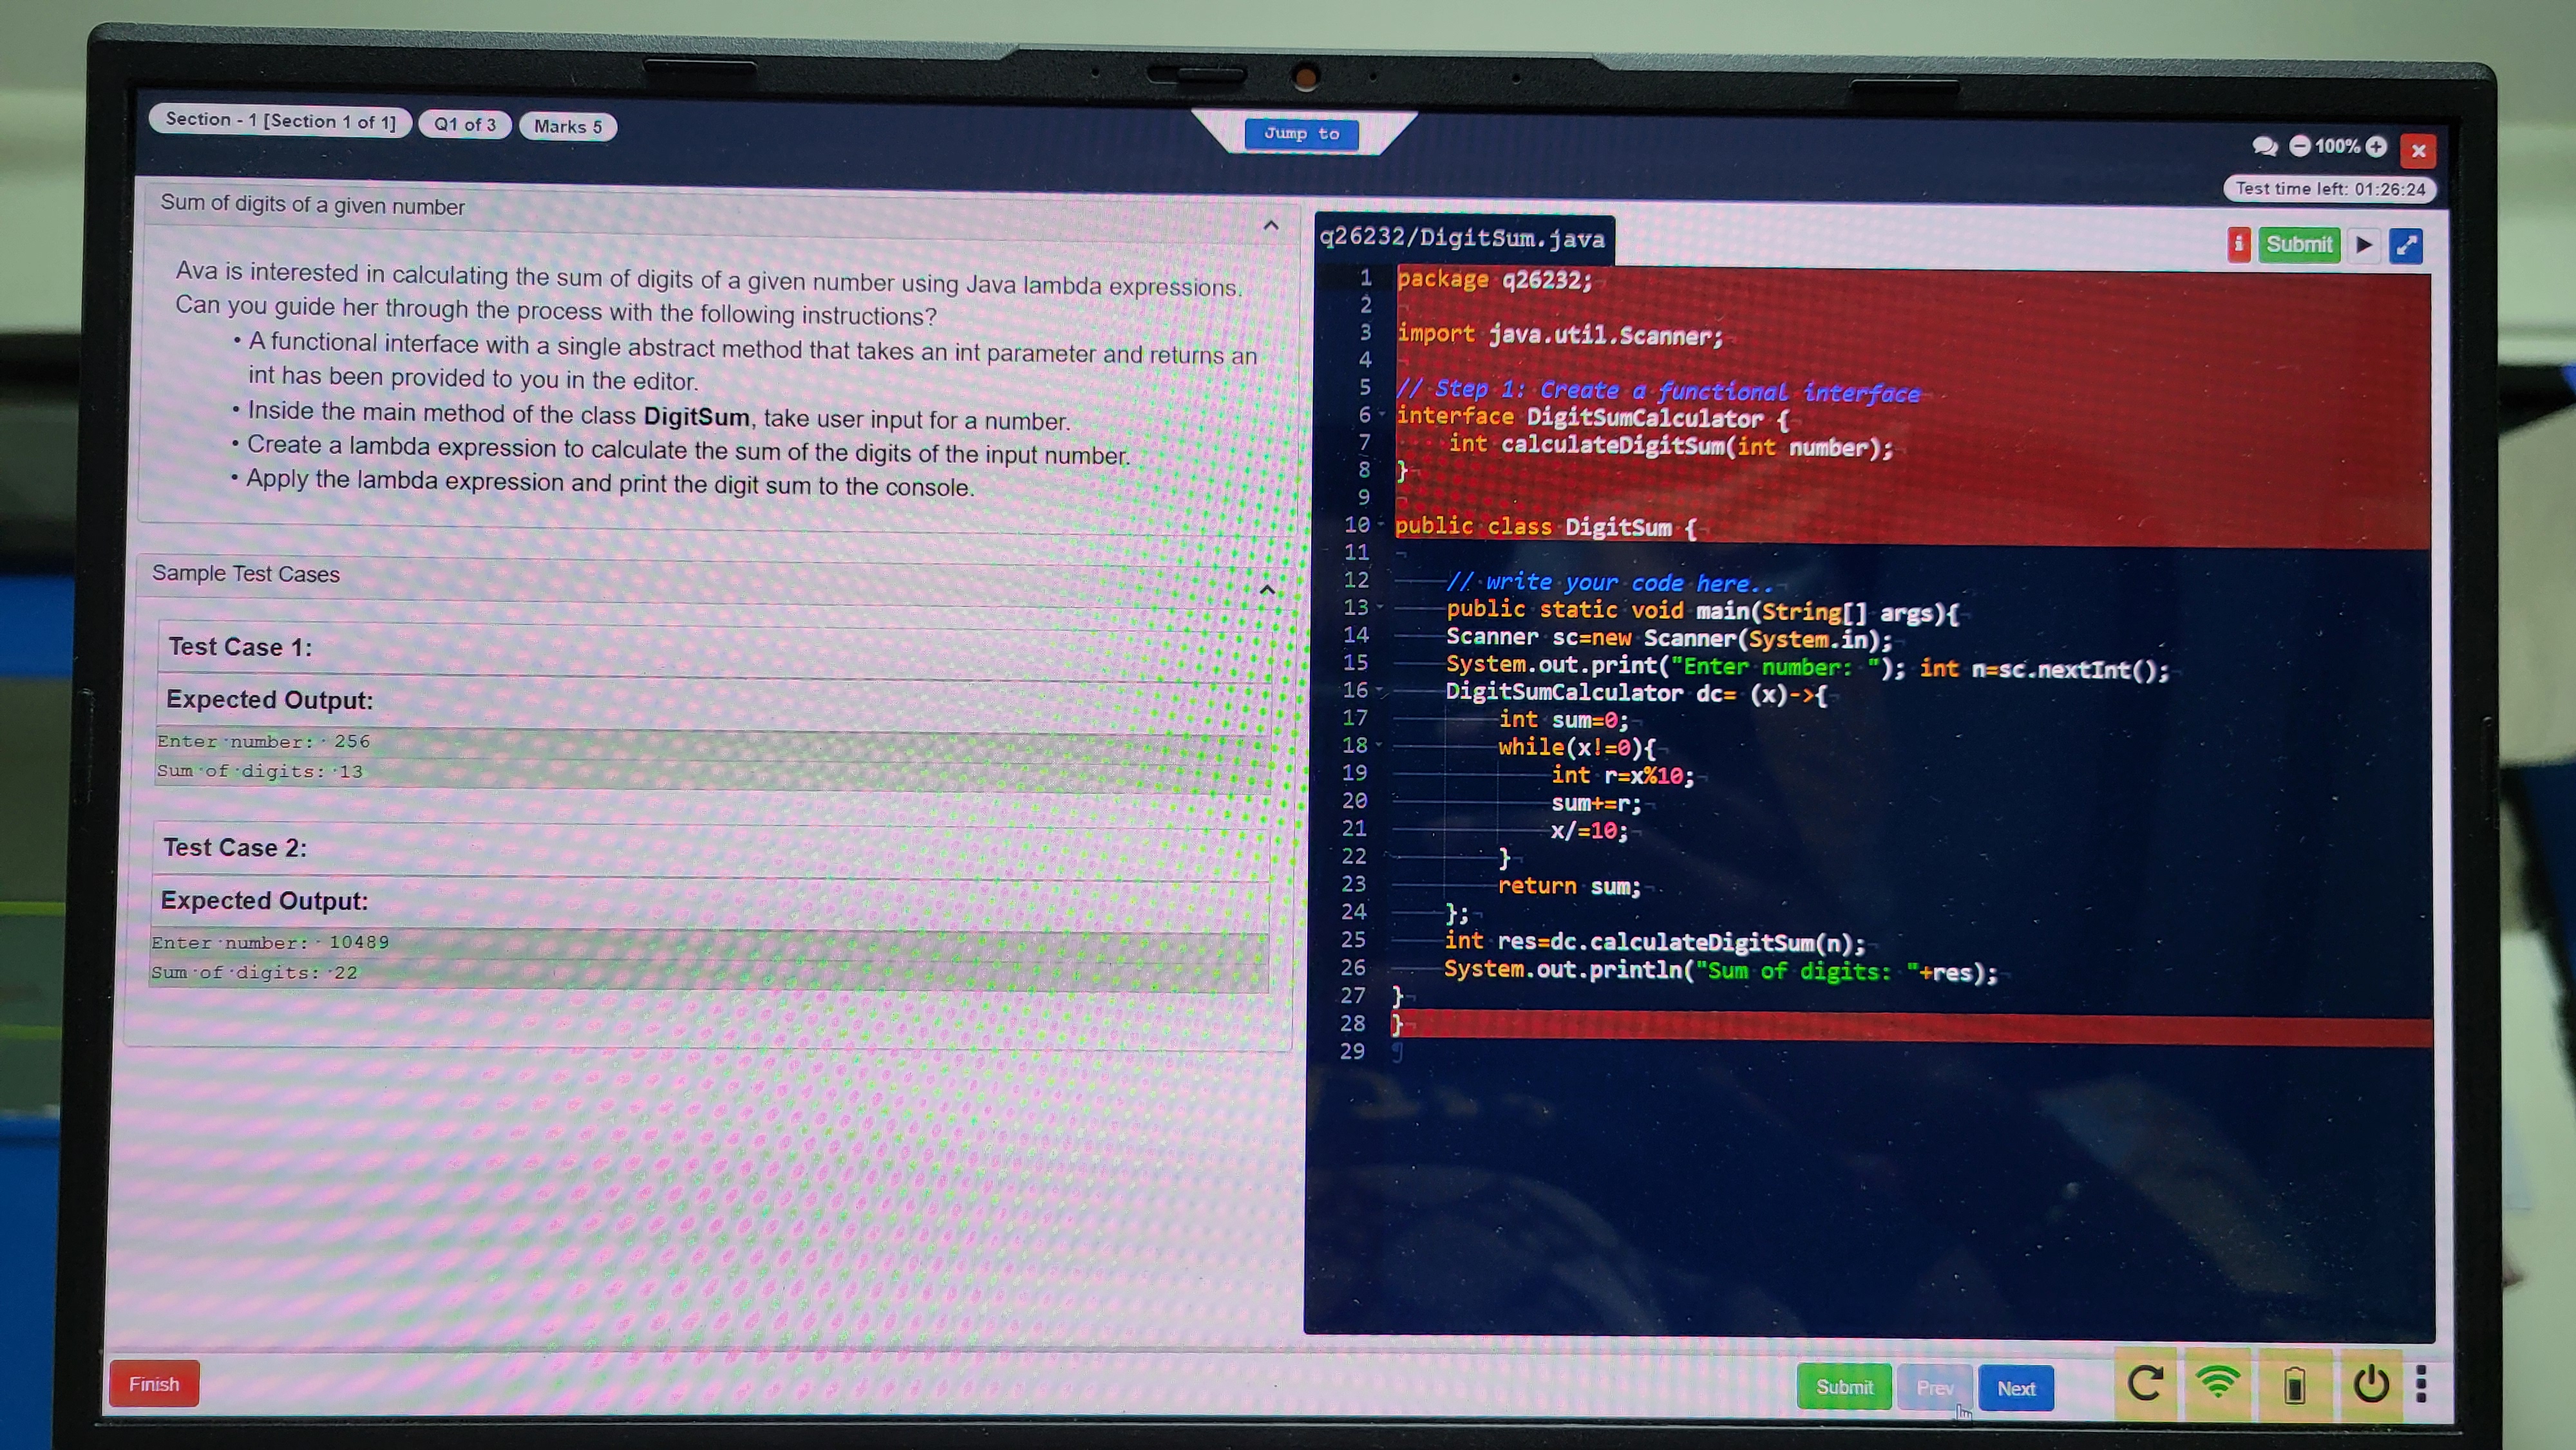 Section - 1 [Section 1 of 1] Q1 of 3 Marks 5
Jump to
100%
Test time left: 01:26:24
Sum of digits of a given number
Ava is interested in calculating the sum of digits of a given number using Java lambda expressions.
Can you guide her through the process with the following instructions?
• A functional interface with a single abstract method that takes an int parameter and returns an
int has been provided to you in the editor.
• Inside the main method of the class DigitSum, take user input for a number.
• Create a lambda expression to calculate the sum of the digits of the input number.
• Apply the lambda expression and print the digit sum to the console.
Sample Test Cases
Test Case 1:
Expected Output:
Enter number: 256
Sum of digits: 13
Test Case 2:
Expected Output:
Enter number: 10489
Sum of digits: 22
q26232/DigitSum.java
Submit
1 package q26232;
2
3 import java.util.Scanner;
4
5 // Step 1: Create a functional interface
6 interface DigitSumCalculator {
7 int calculateDigitSum(int number);
8 }
9
10 public class DigitSum {
11
12 // write your code here..
13 public static void main(String[] args){
14 Scanner sc=new Scanner(System.in);
15 System.out.print("Enter number: "); int n=sc.nextInt();
16 DigitSumCalculator dc= (x)->{
17 int sum=0;
18 while(x!=0){
19 int r=x%10;
20 sum+=r;
21 x/=10;
22 }
23 return sum;
24 };
25 int res=dc.calculateDigitSum(n);
26 System.out.println("Sum of digits: "+res);
27 }
28 }
29
Finish
Submit Prev Next